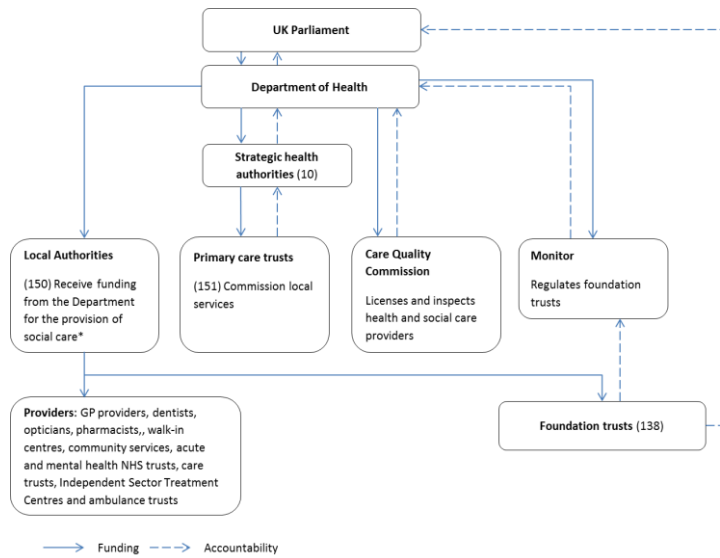 UK Parliament
Department of Health
Strategic health
authorities (10)
Local Authorities
(150) Receive funding
from the Department
for the provision of
social care*
Primary care trusts
(151) Commission local
services
Care Quality
Commission
Licenses and inspects
health and social care
providers
Monitor
Regulates foundation
trusts
Providers: GP providers, dentists,
opticians, pharmacists,, walk-in
centres, community services, acute
and mental health NHS trusts, care
trusts, Independent Sector Treatment
Centres and ambulance trusts
Foundation trusts (138)
Funding
Accountability